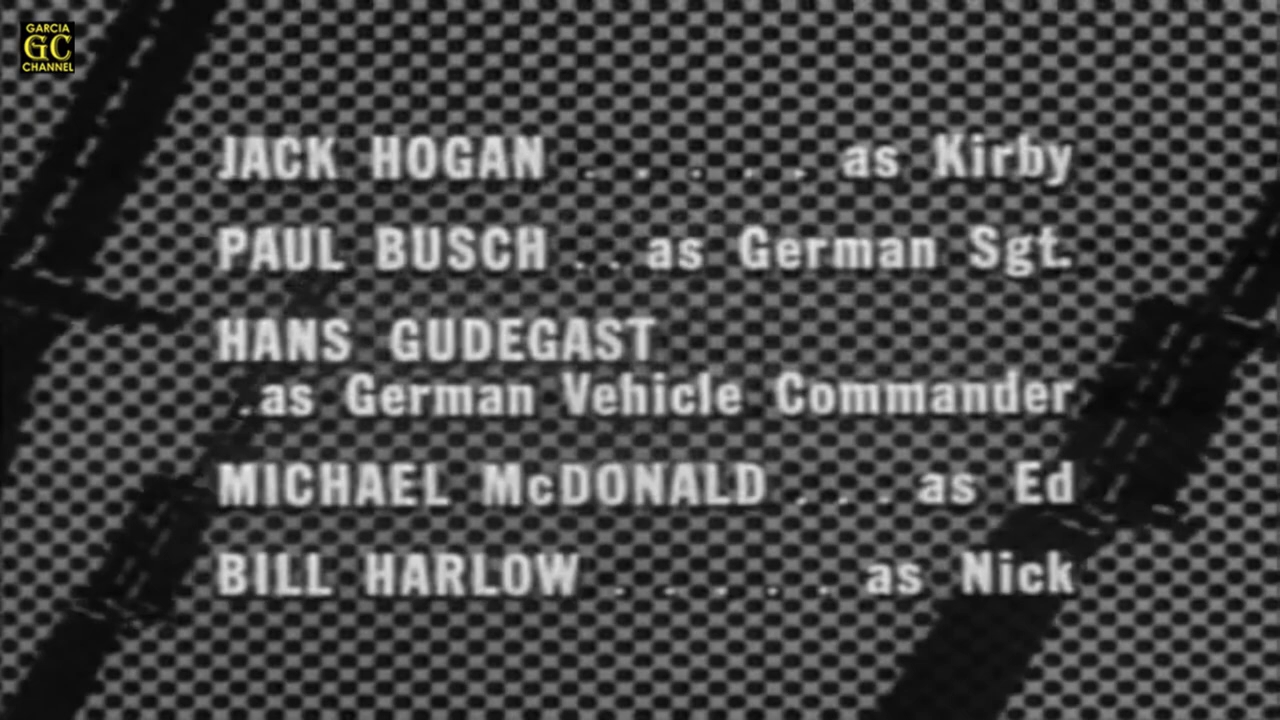 GARCIA
GC
CHANNEL
JACK HOGAN . . . . . as Kirby
PAUL BUSCH . . as German Sgt.
HANS GUDEGAST
. as German Vehicle Commander
MICHAEL McDONALD . . . as Ed
BILL HARLOW . . . . . as Nick